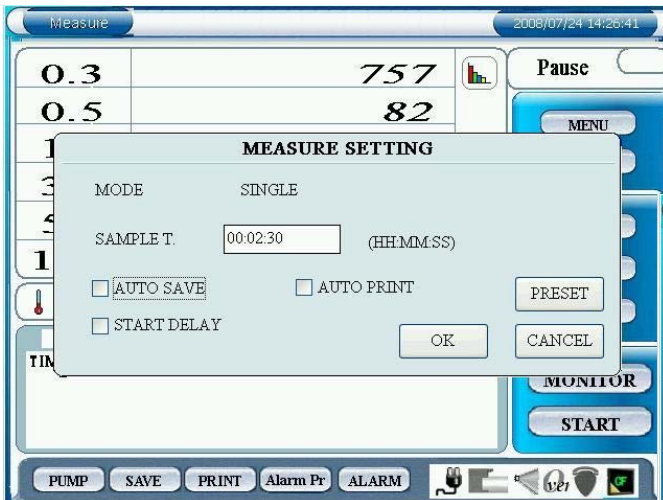 Measure
2008/07/24 14:26:41
0.3 757
Pause
0.5 82
MENU
MEASURE SETTING
MODE SINGLE
SAMPLE T. 00:02:30 (HH:MM:SS)
AUTO SAVE AUTO PRINT
PRESET
START DELAY
OK CANCEL
MONITOR
START
PUMP SAVE PRINT Alarm Pr ALARM
CF